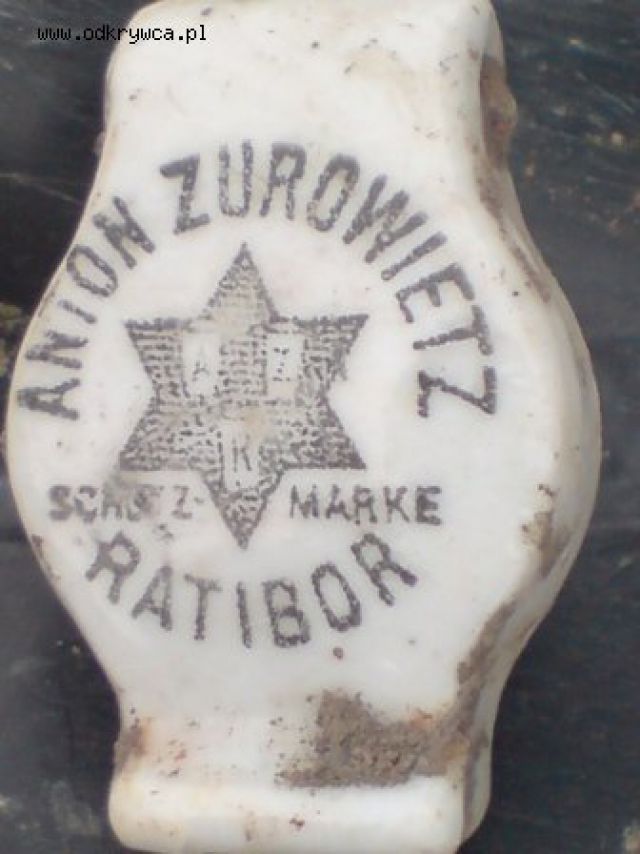 www.odkrywca.pl
ANTON ZUROWIETZ
A Z
R
SCHUTZ-MARKE
RATIBOR